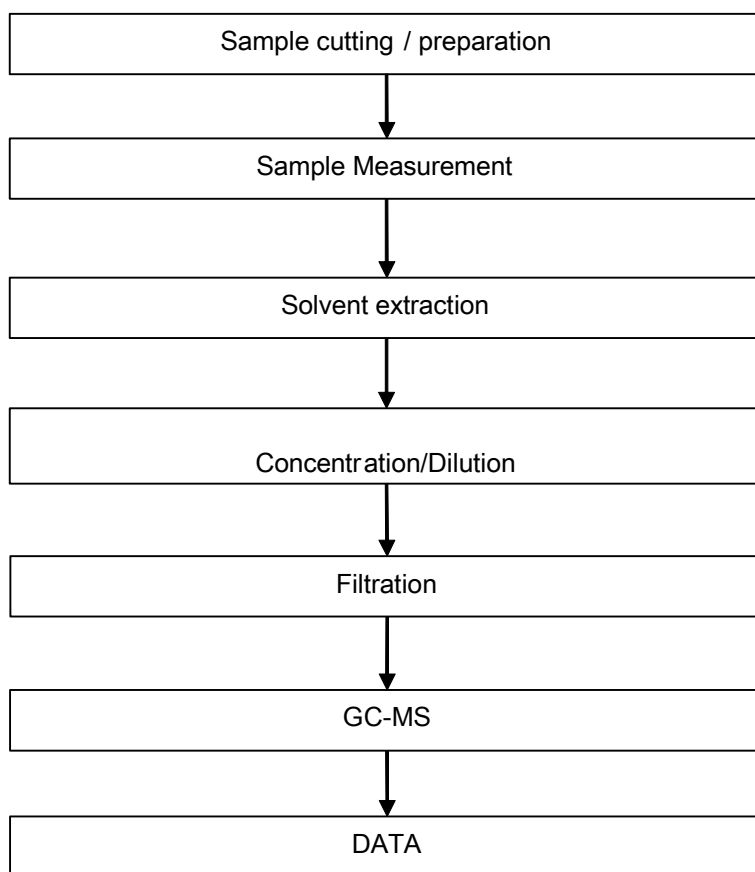 Sample cutting / preparation
Sample Measurement
Solvent extraction
Concentration/Dilution
Filtration
GC-MS
DATA